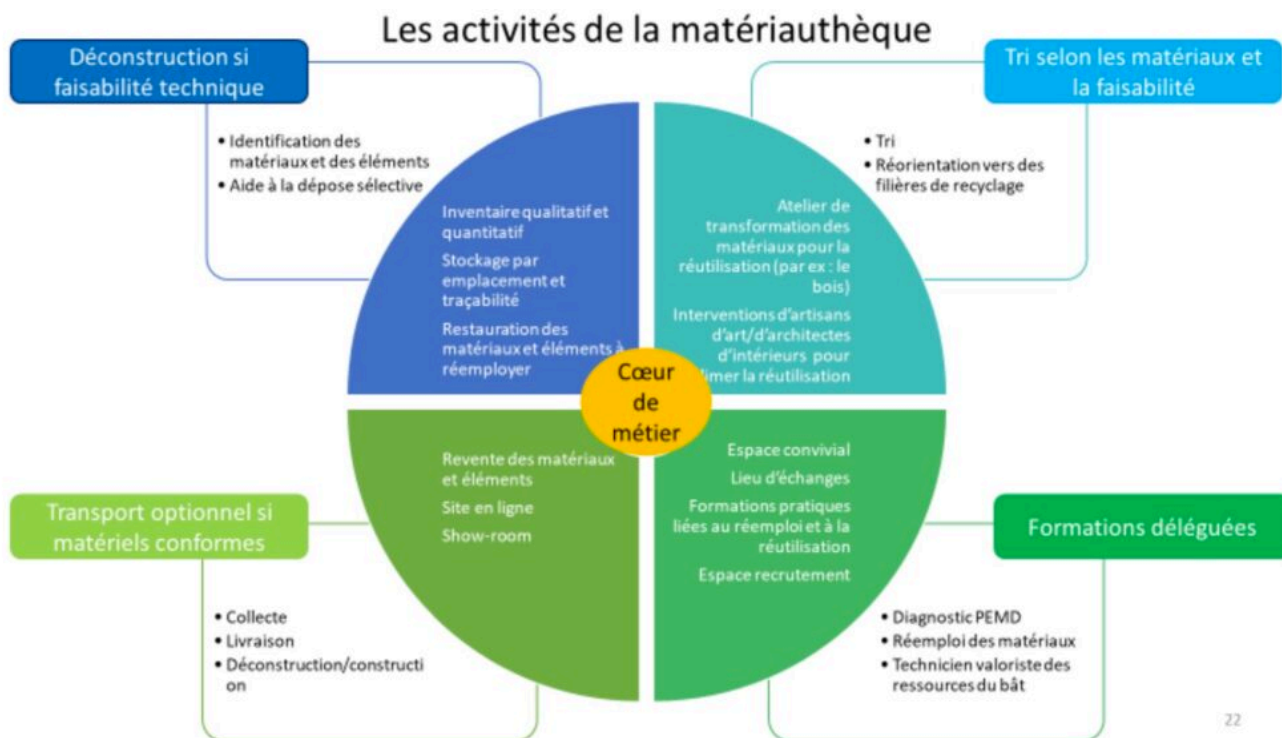 Les activités de la matériauthèque
Déconstruction si
faisabilité technique
• Identification des
matériaux et des éléments
• Aide à la dépose sélective
Inventaire qualitatif et
quantitatif
Stockage par
emplacement et
traçabilité
Restauration des
matériaux et éléments à
réemployer
Tri selon les matériaux et
la faisabilité
• Tri
• Réorientation vers des
filières de recyclage
Atelier de
transformation des
matériaux pour la
réutilisation (par ex : le
bois)
Interventions d'artisans
d'art/d'architectes
d'intérieurs pour
la réutilisation
Cœur
de
métier
Revente des matériaux
et éléments
Site en ligne
Show-room
Transport optionnel si
matériels conformes
• Collecte
• Livraison
• Déconstruction/constructi
on
Espace convivial
Lieu d'échanges
Formations pratiques
liées au réemploi et à la
réutilisation
Espace recrutement
Formations déléguées
• Diagnostic PEMD
• Réemploi des matériaux
• Technicien valoriste des
ressources du bât
22